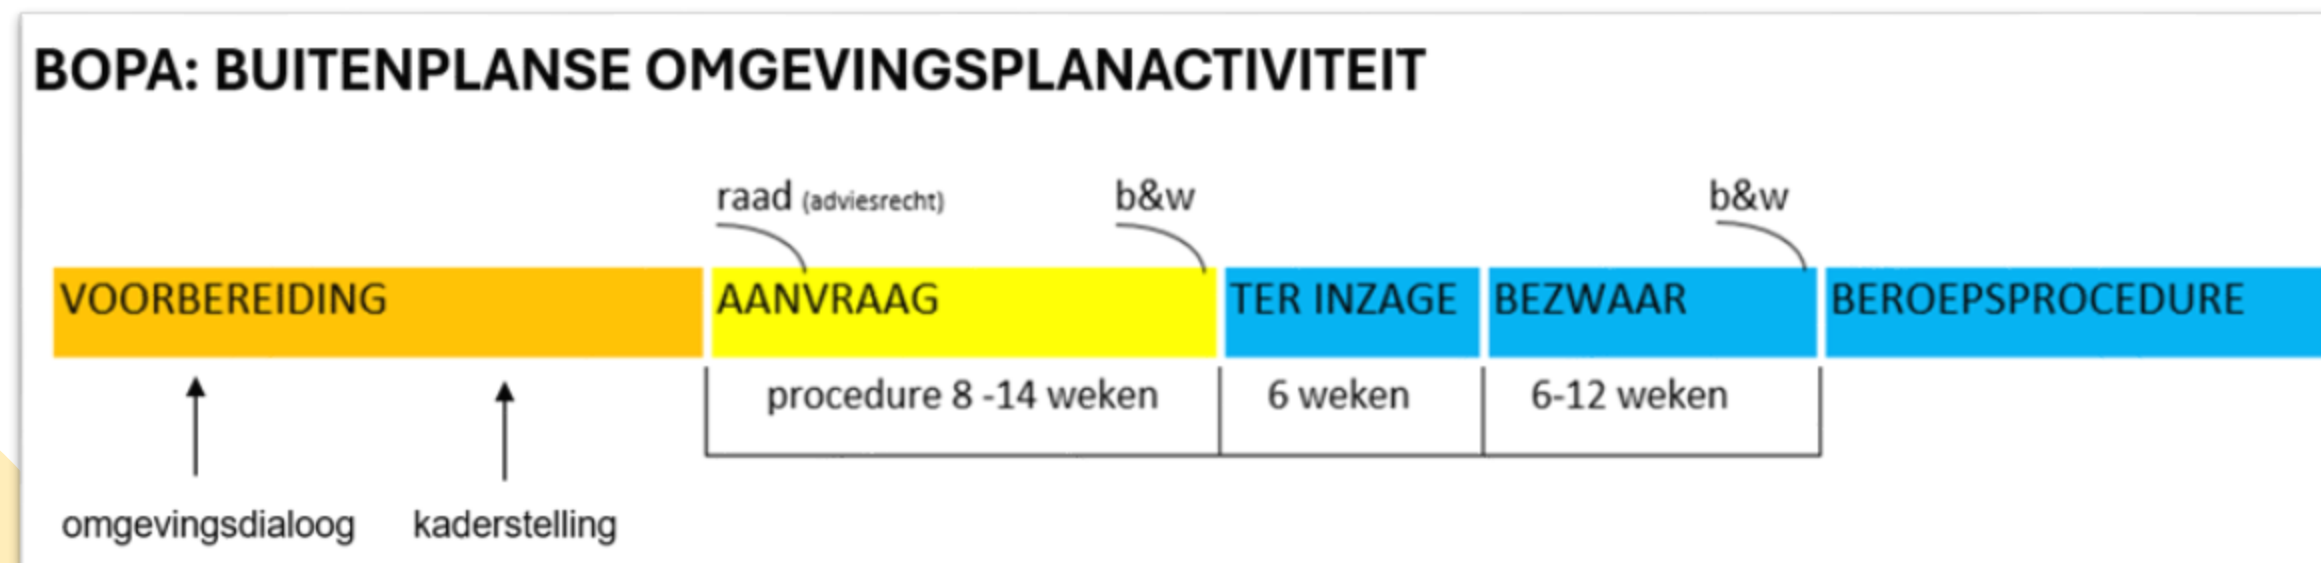 BOPA: BUITENPLANSE OMGEVINGSPLANACTIVITEIT
raad (adviesrecht) b&w b&w
VOORBEREIDING AANVRAAG TER INZAGE BEZWAAR BEROEPSPROCEDURE
procedure 8 -14 weken 6 weken 6-12 weken
omgevingsdialoog kaderstelling